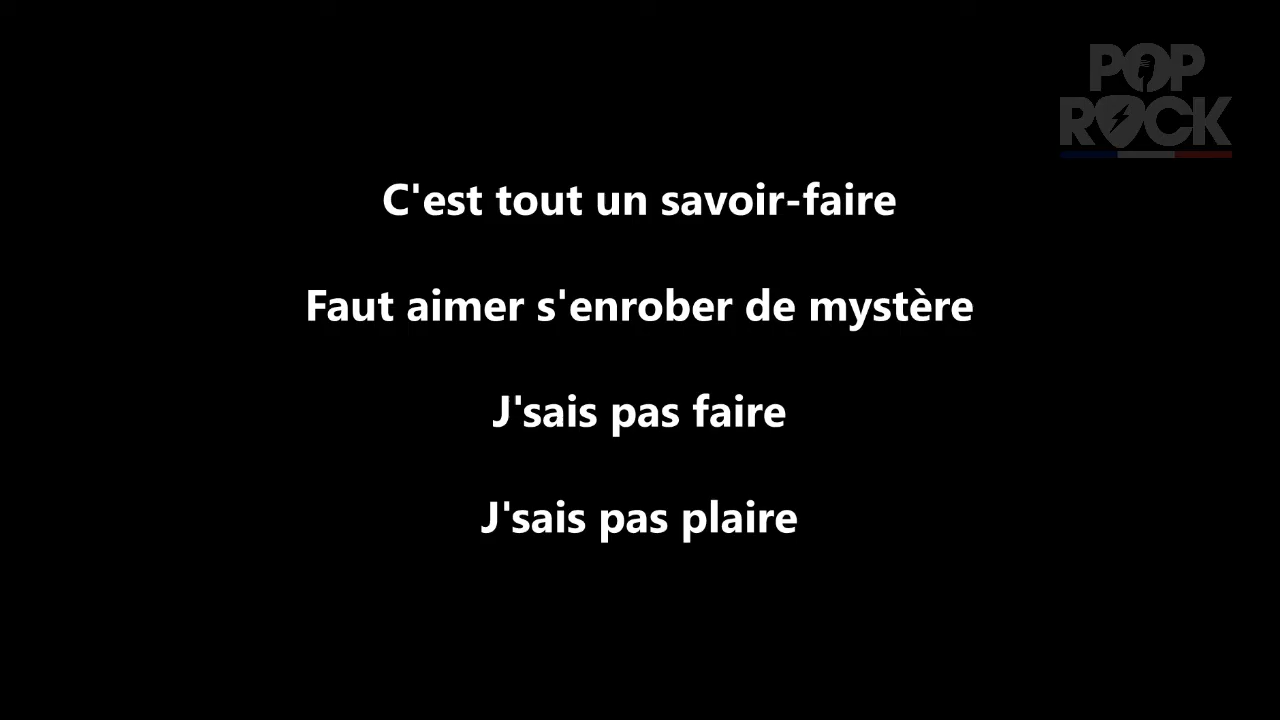 POP
ROCK
C'est tout un savoir-faire
Faut aimer s'enrober de mystère
J'sais pas faire
J'sais pas plaire